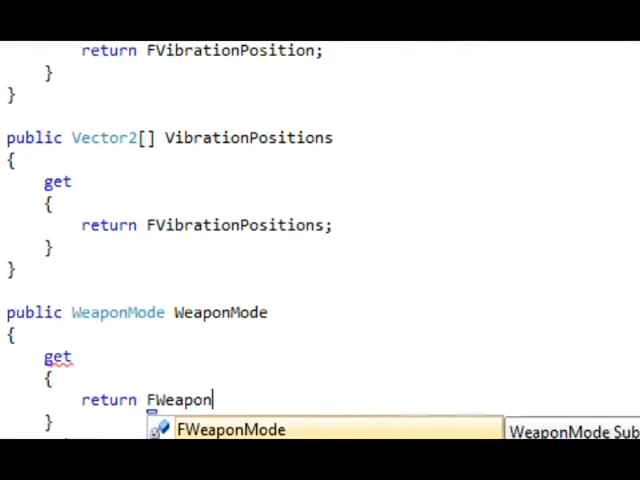 return FVibrationPosition;
}
}
public Vector2[] VibrationPositions
{
get
{
return FVibrationPositions;
}
}
public WeaponMode WeaponMode
{
get
{
return FWeapon
}
FWeaponMode
WeaponMode Sub